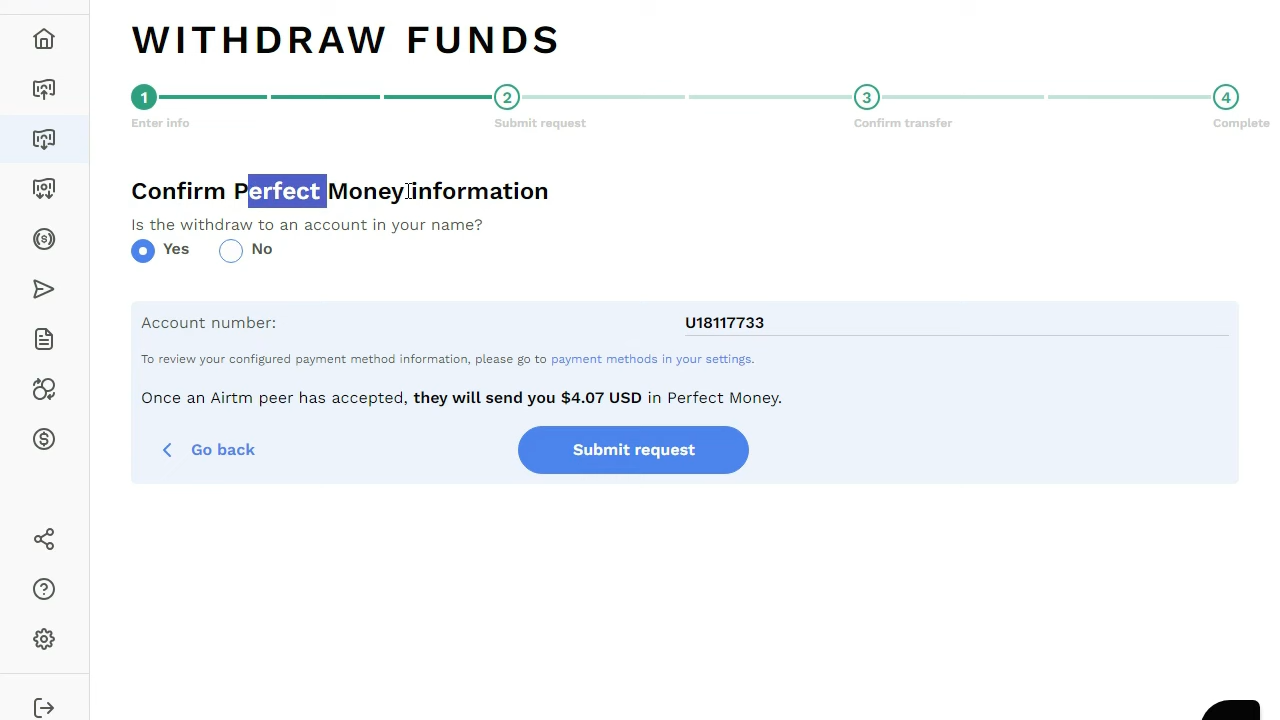 WITHDRAW FUNDS
1 2 3 4
Enter info Submit request Confirm transfer Complete
Confirm Perfect Money information
Is the withdraw to an account in your name?
Yes No
Account number: U18117733
To review your configured payment method information, please go to payment methods in your settings.
Once an Airtm peer has accepted, they will send you $4.07 USD in Perfect Money.
Go back Submit request